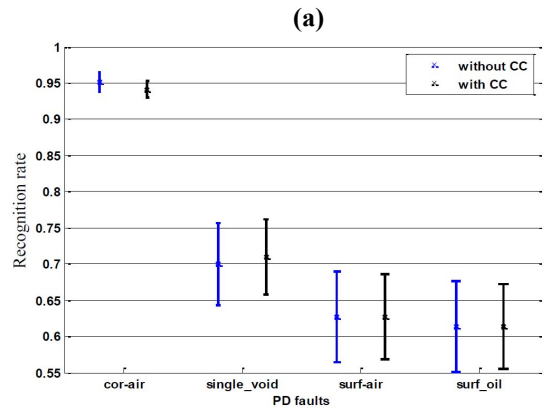 (a)
without CC
with CC
Recognition rate
1
0.95
0.9
0.85
0.8
0.75
0.7
0.65
0.6
0.55
cor-air single_void surf-air surf_oil
PD faults